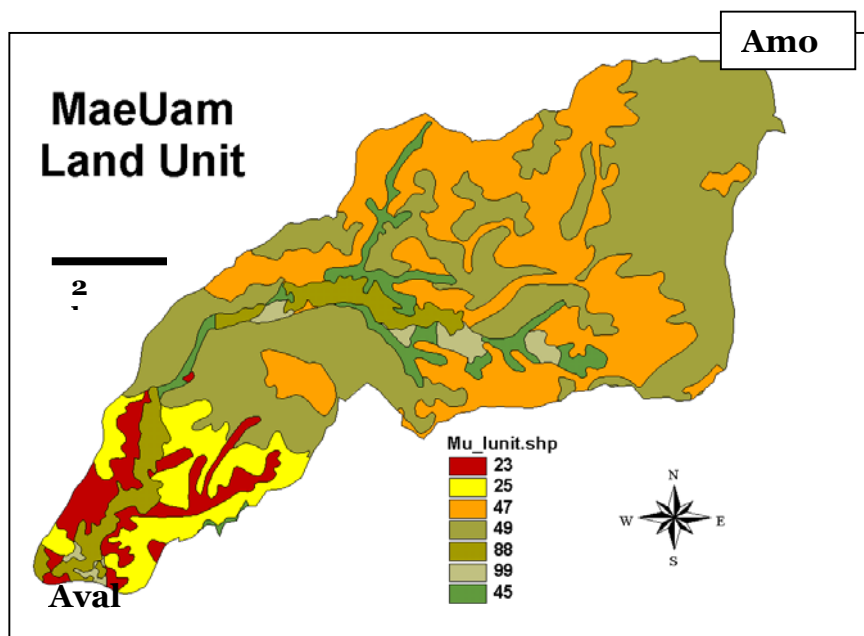 Amo
MaeUam
Land Unit
2
Mu_lunit.shp
23
25
47
49
88
99
45
N
W E
S
Aval